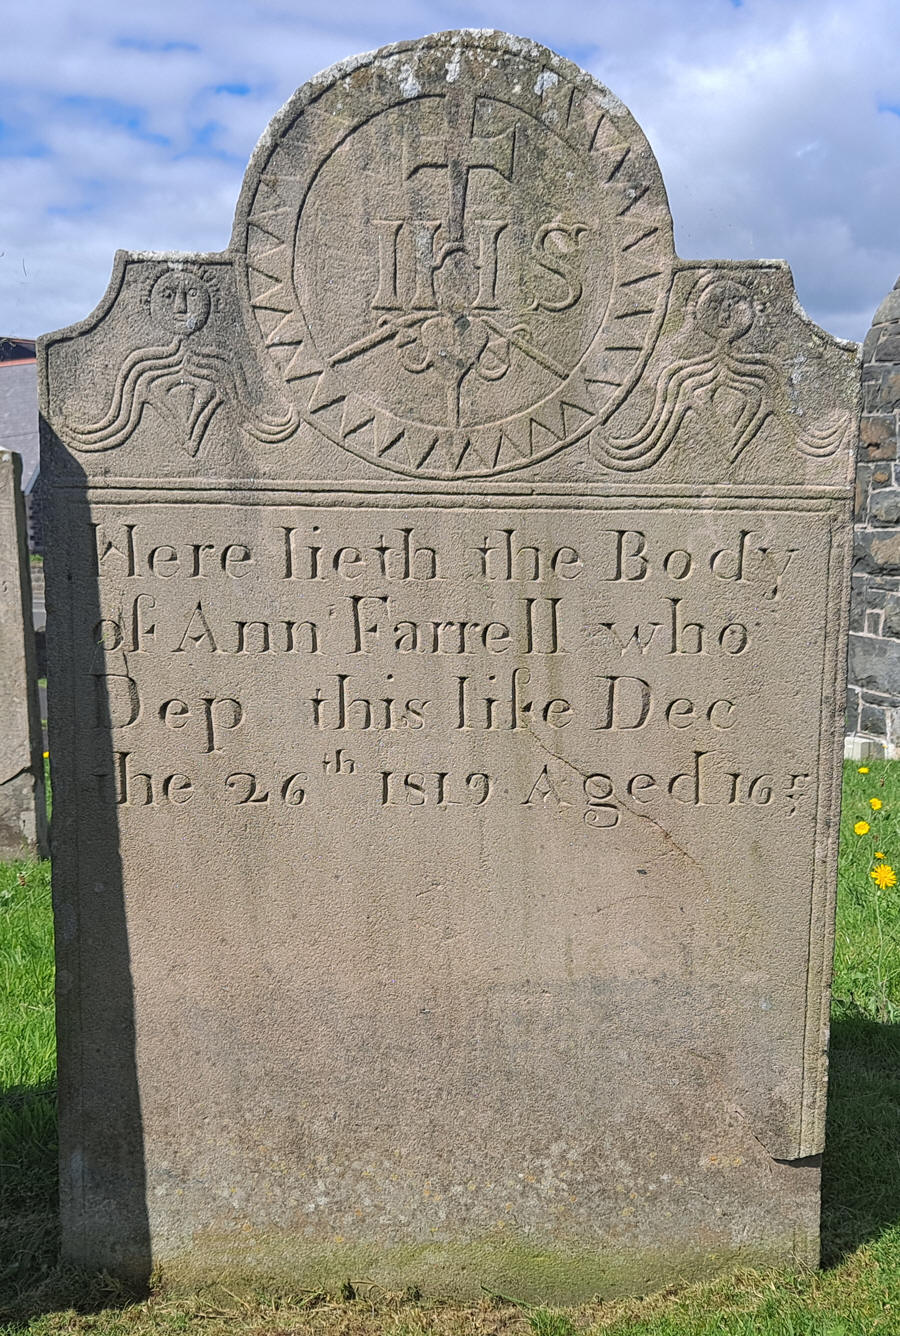 IHS
Here lieth the Body
of Ann Farrell who
Dep this life Dec
the 26th 1819 Aged 16